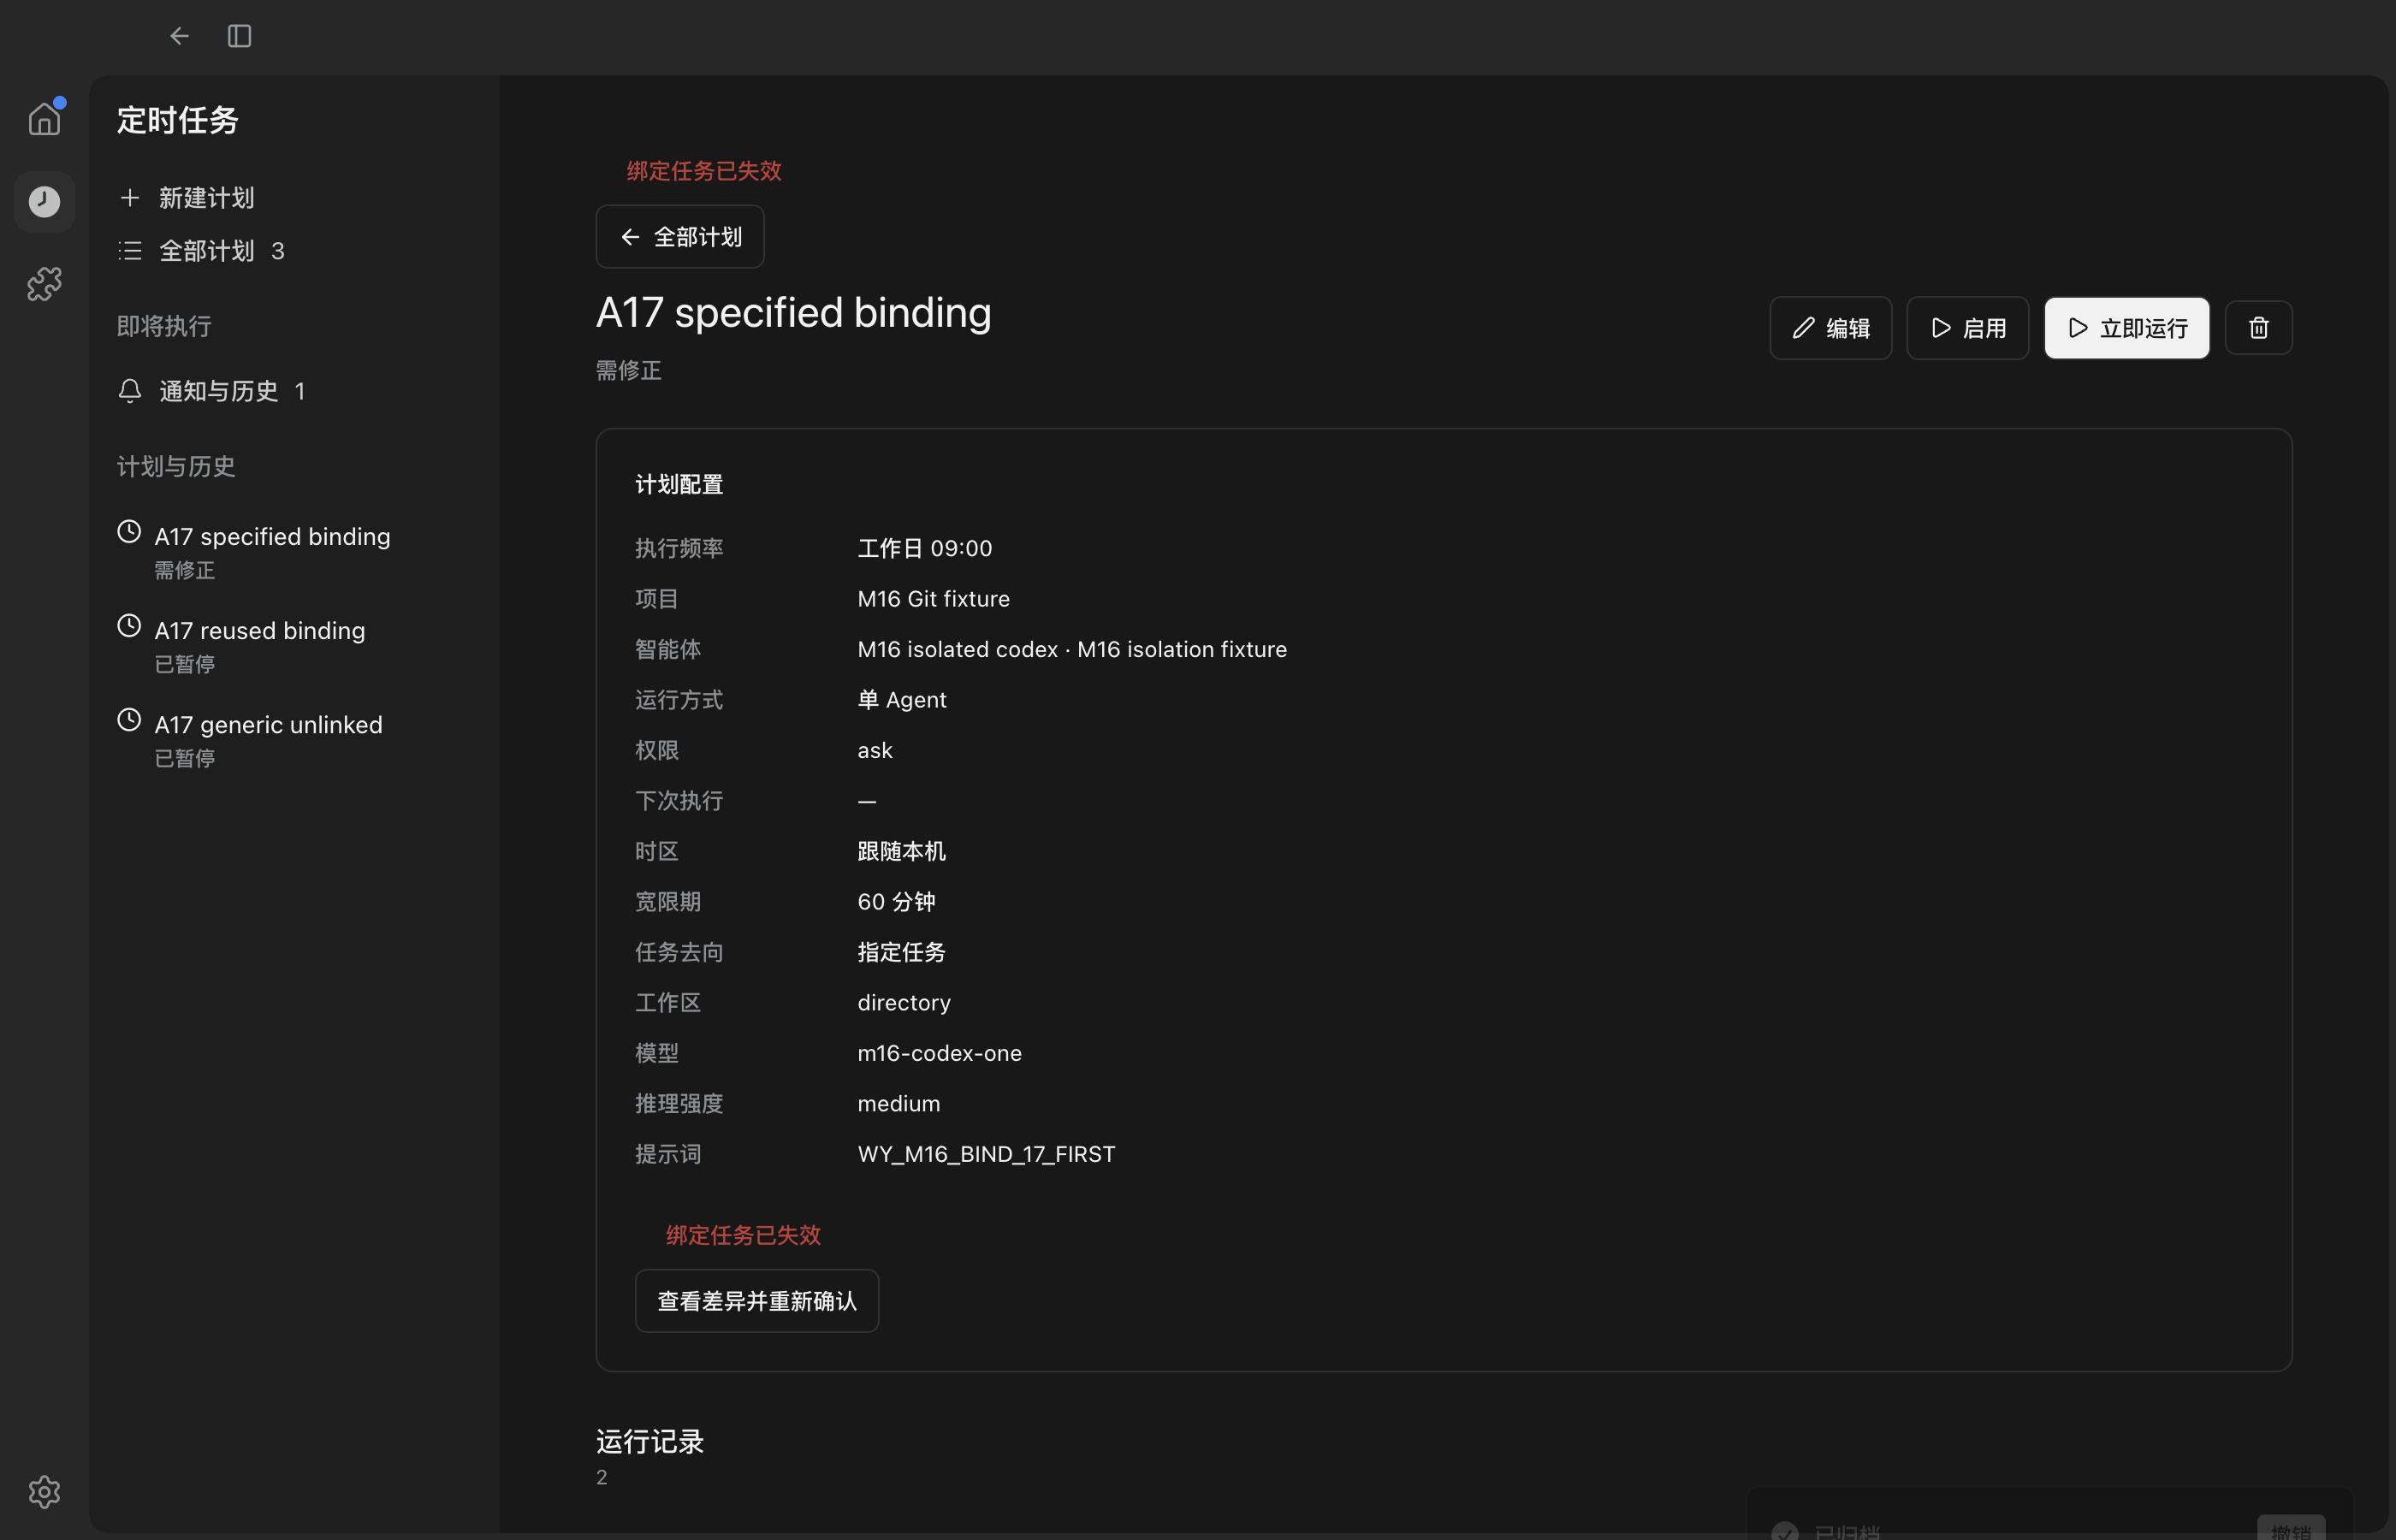 定时任务
新建计划
全部计划 3
即将执行
通知与历史 1
计划与历史
A17 specified binding
需修正
A17 reused binding
已暂停
A17 generic unlinked
已暂停
绑定任务已失效
全部计划
A17 specified binding
需修正
编辑
启用
立即运行
计划配置
执行频率 工作日 09:00
项目 M16 Git fixture
智能体 M16 isolated codex · M16 isolation fixture
运行方式 单 Agent
权限 ask
下次执行 —
时区 跟随本机
宽限期 60 分钟
任务去向 指定任务
工作区 directory
模型 m16-codex-one
推理强度 medium
提示词 WY_M16_BIND_17_FIRST
绑定任务已失效
查看差异并重新确认
运行记录
2
已归档
撤销